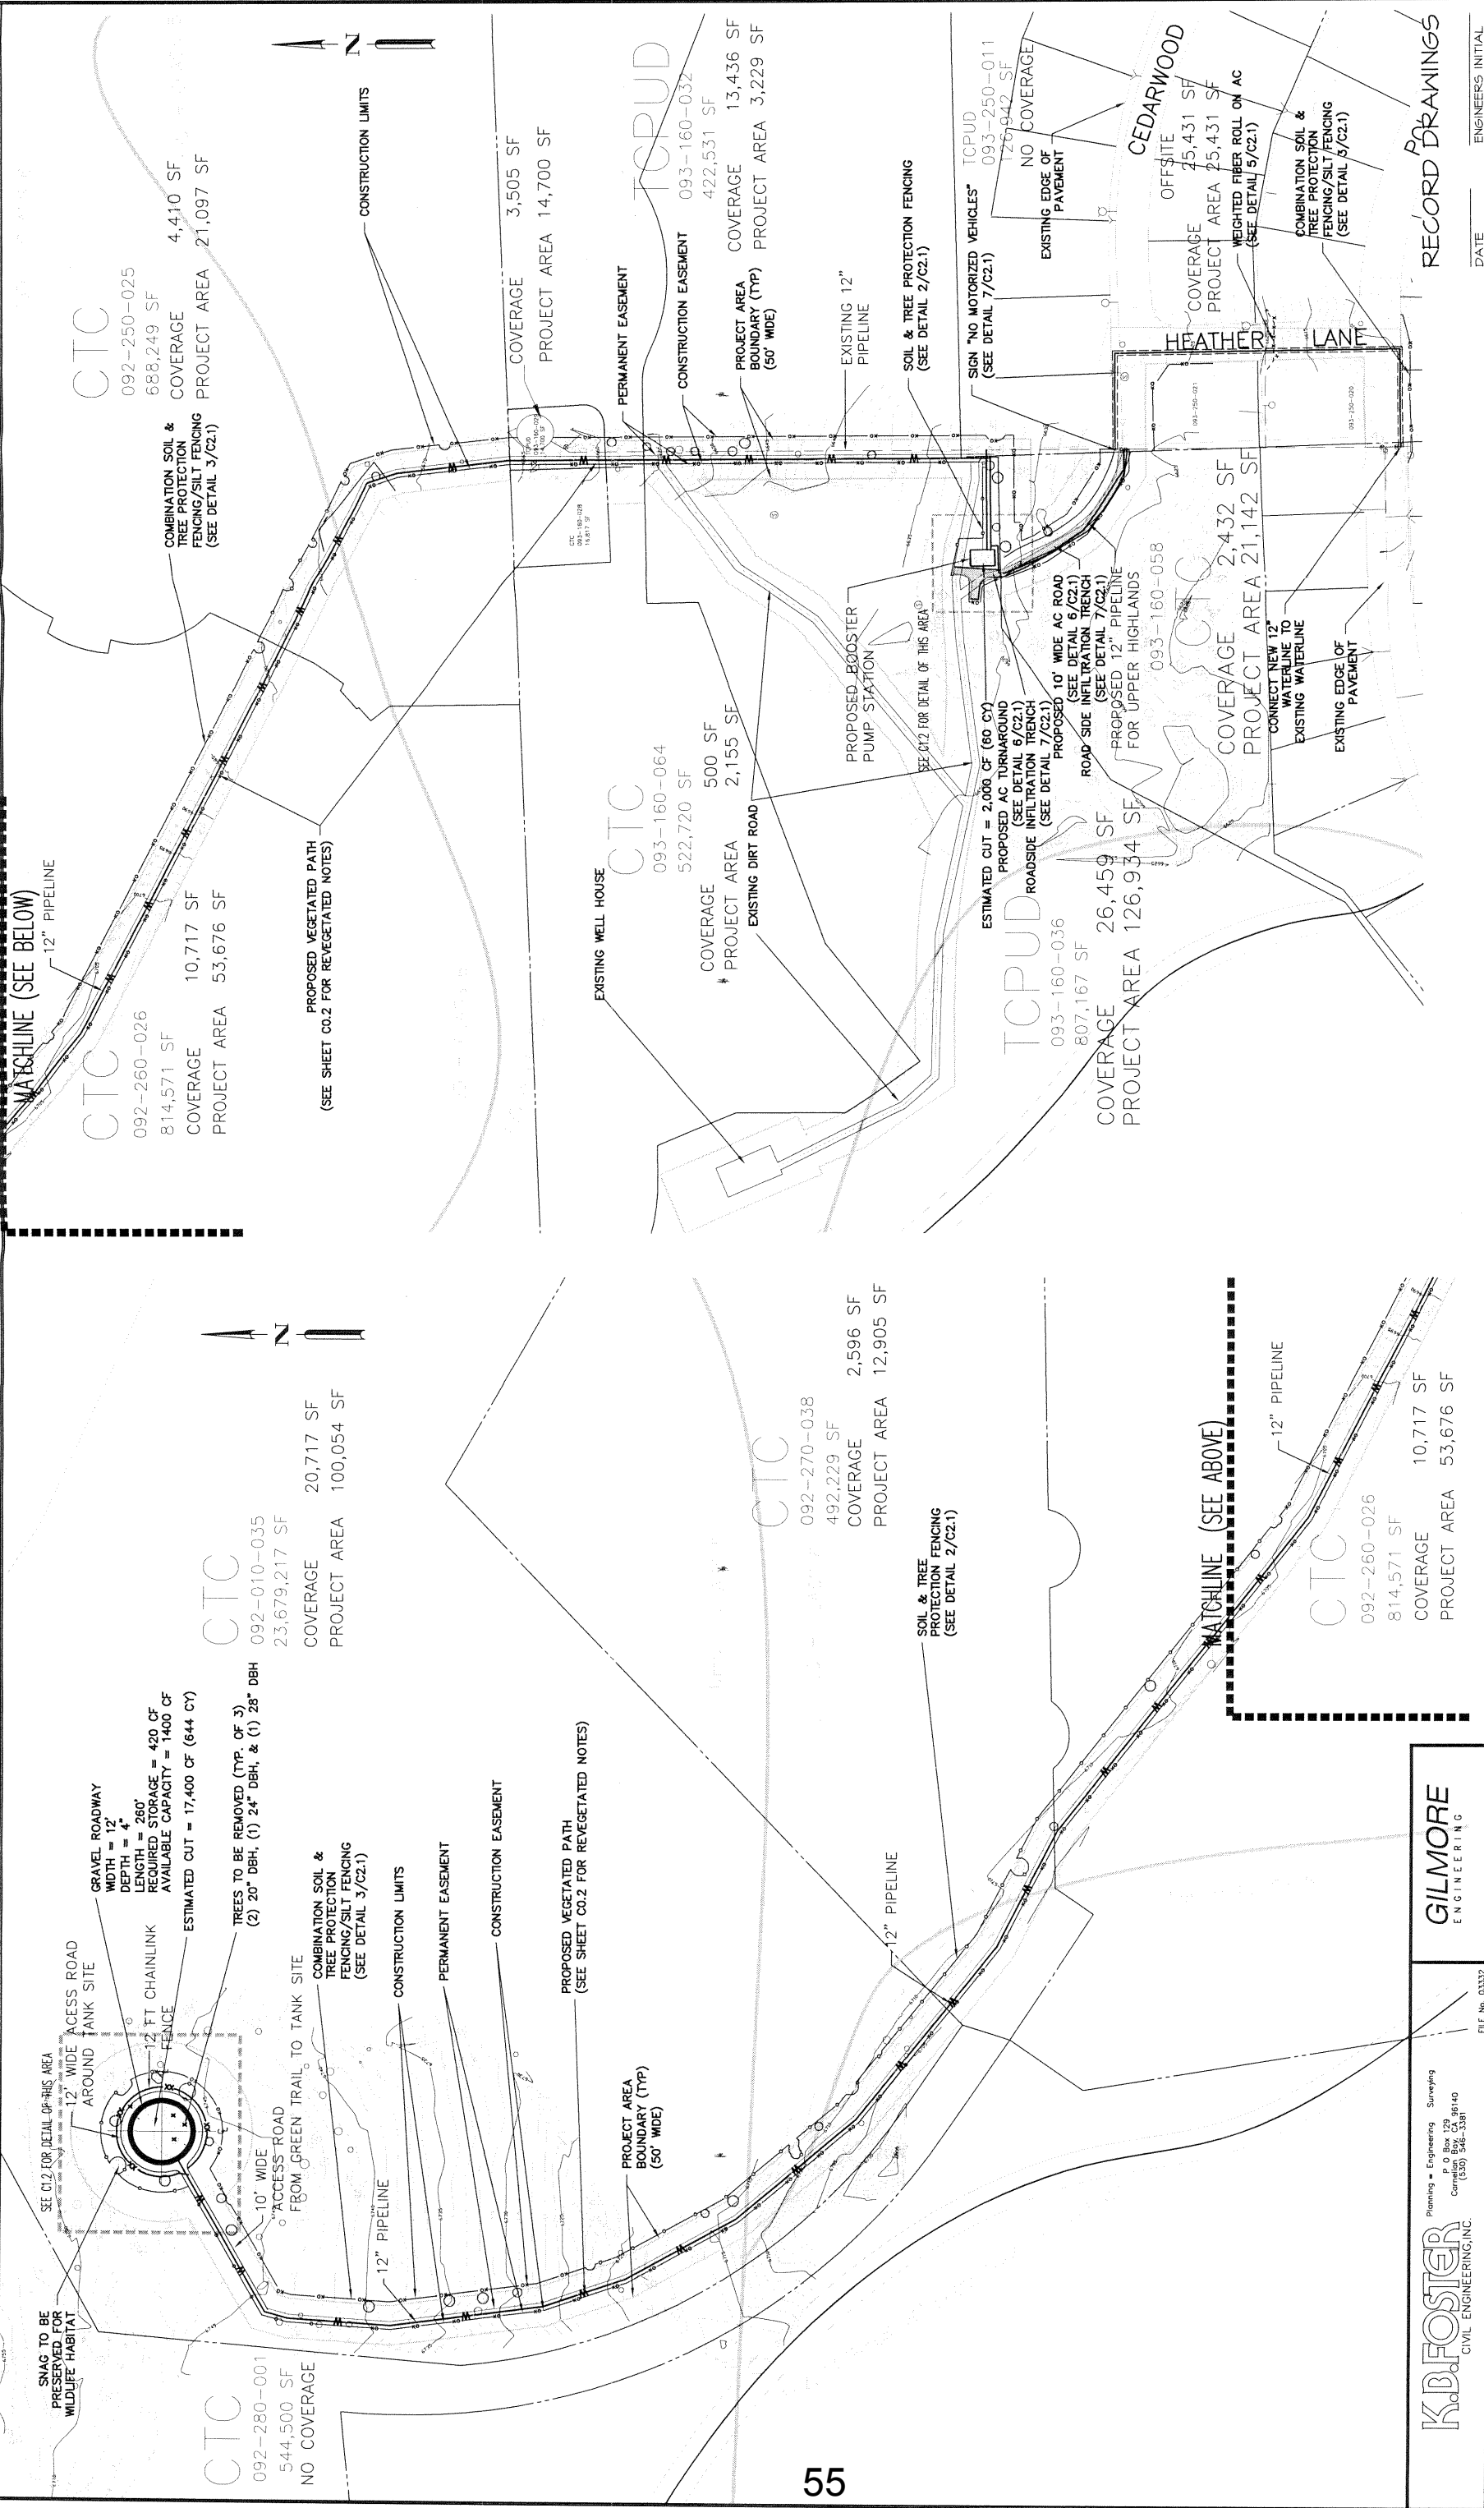 SNAG TO BE
PRESERVED FOR
WILDLIFE HABITAT
SEE C1.2 FOR DETAIL OF THIS AREA
12' WIDE ACESS ROAD
AROUND TANK SITE
12 FT CHAINLINK
FENCE
GRAVEL ROADWAY
WIDTH = 12'
DEPTH = 4"
LENGTH = 260'
REQUIRED STORAGE = 420 CF
AVAILABLE CAPACITY = 1400 CF
ESTIMATED CUT = 17,400 CF (644 CY)
TREES TO BE REMOVED (TYP. OF 3)
(2) 20" DBH, (1) 24" DBH, & (1) 28" DBH
10' WIDE
ACCESS ROAD
FROM GREEN TRAIL TO TANK SITE
CTC
092-280-001
544,500 SF
NO COVERAGE
CTC
092-010-035
23,679,217 SF
COVERAGE 20,717 SF
PROJECT AREA 100,054 SF
N
COMBINATION SOIL &
TREE PROTECTION
FENCING/SILT FENCING
(SEE DETAIL 3/C2.1)
12" PIPELINE
CONSTRUCTION LIMITS
PERMANENT EASEMENT
CONSTRUCTION EASEMENT
PROPOSED VEGETATED PATH
(SEE SHEET C0.2 FOR REVEGETATED NOTES)
PROJECT AREA
BOUNDARY (TYP)
(50' WIDE)
CTC
092-270-038
492,229 SF
COVERAGE 2,596 SF
PROJECT AREA 12,905 SF
12" PIPELINE
SOIL & TREE
PROTECTION FENCING
(SEE DETAIL 2/C2.1)
MATCHLINE (SEE ABOVE)
12" PIPELINE
CTC
092-260-026
814,571 SF
COVERAGE 10,717 SF
PROJECT AREA 53,676 SF
MATCHLINE (SEE BELOW)
12" PIPELINE
CTC
092-260-026
814,571 SF
COVERAGE 10,717 SF
PROJECT AREA 53,676 SF
CTC
092-250-025
688,249 SF
COVERAGE 4,410 SF
PROJECT AREA 21,097 SF
N
COMBINATION SOIL &
TREE PROTECTION
FENCING/SILT FENCING
(SEE DETAIL 3/C2.1)
PROPOSED VEGETATED PATH
(SEE SHEET C0.2 FOR REVEGETATED NOTES)
CONSTRUCTION LIMITS
COVERAGE 3,505 SF
PROJECT AREA 14,700 SF
CTC
093-160-028
16,817 SF
PERMANENT EASEMENT
CONSTRUCTION EASEMENT
TCPUD
093-160-032
422,531 SF
COVERAGE 13,436 SF
PROJECT AREA 3,229 SF
PROJECT AREA
BOUNDARY (TYP)
(50' WIDE)
EXISTING 12"
PIPELINE
EXISTING WELL HOUSE
CTC
093-160-064
522,720 SF
COVERAGE 500 SF
PROJECT AREA 2,155 SF
EXISTING DIRT ROAD
PROPOSED BOOSTER
PUMP STATION
SOIL & TREE PROTECTION FENCING
(SEE DETAIL 2/C2.1)
SEE C1.2 FOR DETAIL OF THIS AREA
SIGN "NO MOTORIZED VEHICLES"
(SEE DETAIL 7/C2.1)
TCPUD
093-250-011
126,942 SF
NO COVERAGE
EXISTING EDGE OF
PAVEMENT
ESTIMATED CUT = 2,000 CF (60 CY)
PROPOSED AC TURNAROUND
(SEE DETAIL 6/C2.1)
ROADSIDE INFILTRATION TRENCH
(SEE DETAIL 7/C2.1)
PROPOSED 10' WIDE AC ROAD
(SEE DETAIL 6/C2.1)
ROAD SIDE INFILTRATION TRENCH
(SEE DETAIL 7/C2.1)
PROPOSED 12" PIPELINE
FOR UPPER HIGHLANDS
TCPUD
093-160-036
807,167 SF
COVERAGE 26,459 SF
PROJECT AREA 126,934 SF
093-160-058
CTC
COVERAGE 2,432 SF
PROJECT AREA 21,142 SF
CEDARWOOD
OFFSITE
COVERAGE 25,431 SF
PROJECT AREA 25,431 SF
HEATHER LANE
093-250-021
093-250-020
WEIGHTED FIBER ROLL ON AC
(SEE DETAIL 5/C2.1)
COMBINATION SOIL &
TREE PROTECTION
FENCING/SILT FENCING
(SEE DETAIL 3/C2.1)
CONNECT NEW 12"
WATERLINE TO
EXISTING WATERLINE
EXISTING EDGE OF
PAVEMENT
RECORD DRAWINGS
DATE
ENGINEERS INITIAL
K.B.FOSTER
CIVIL ENGINEERING,INC.
Planning = Engineering Surveying
P O Box 129
Carnelian Bay, CA 96140
(530) 546-3381
GILMORE
ENGINEERING
FILE No. 03332
55